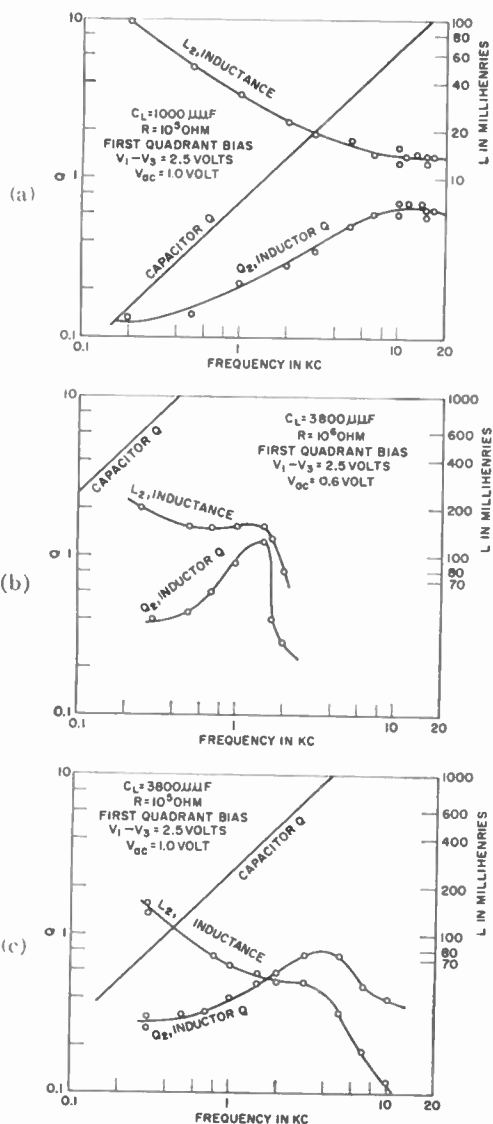 (a)
10
1
0.1
Q
L₂, INDUCTANCE
C_L = 1000 μμF
R = 10⁵ OHM
FIRST QUADRANT BIAS
V₁ – V₃ = 2.5 VOLTS
V_ac = 1.0 VOLT
CAPACITOR Q
Q₂, INDUCTOR Q
100
80
60
40
20
10
L IN MILLIHENRIES
0.1
1
10
20
FREQUENCY IN KC
(b)
10
1
0.1
Q
CAPACITOR Q
C_L = 3800 μμF
R = 10⁶ OHM
FIRST QUADRANT BIAS
V₁ – V₃ = 2.5 VOLTS
V_ac = 0.6 VOLT
L₂, INDUCTANCE
Q₂, INDUCTOR Q
1000
600
400
200
100
80
70
L IN MILLIHENRIES
0.1
1
10
20
FREQUENCY IN KC
(c)
10
1
0.1
Q
C_L = 3800 μμF
R = 10⁵ OHM
FIRST QUADRANT BIAS
V₁ – V₃ = 2.5 VOLTS
V_ac = 1.0 VOLT
CAPACITOR Q
L₂, INDUCTANCE
Q₂, INDUCTOR Q
1000
600
400
200
100
80
70
L IN MILLIHENRIES
0.1
1
10
20
FREQUENCY IN KC